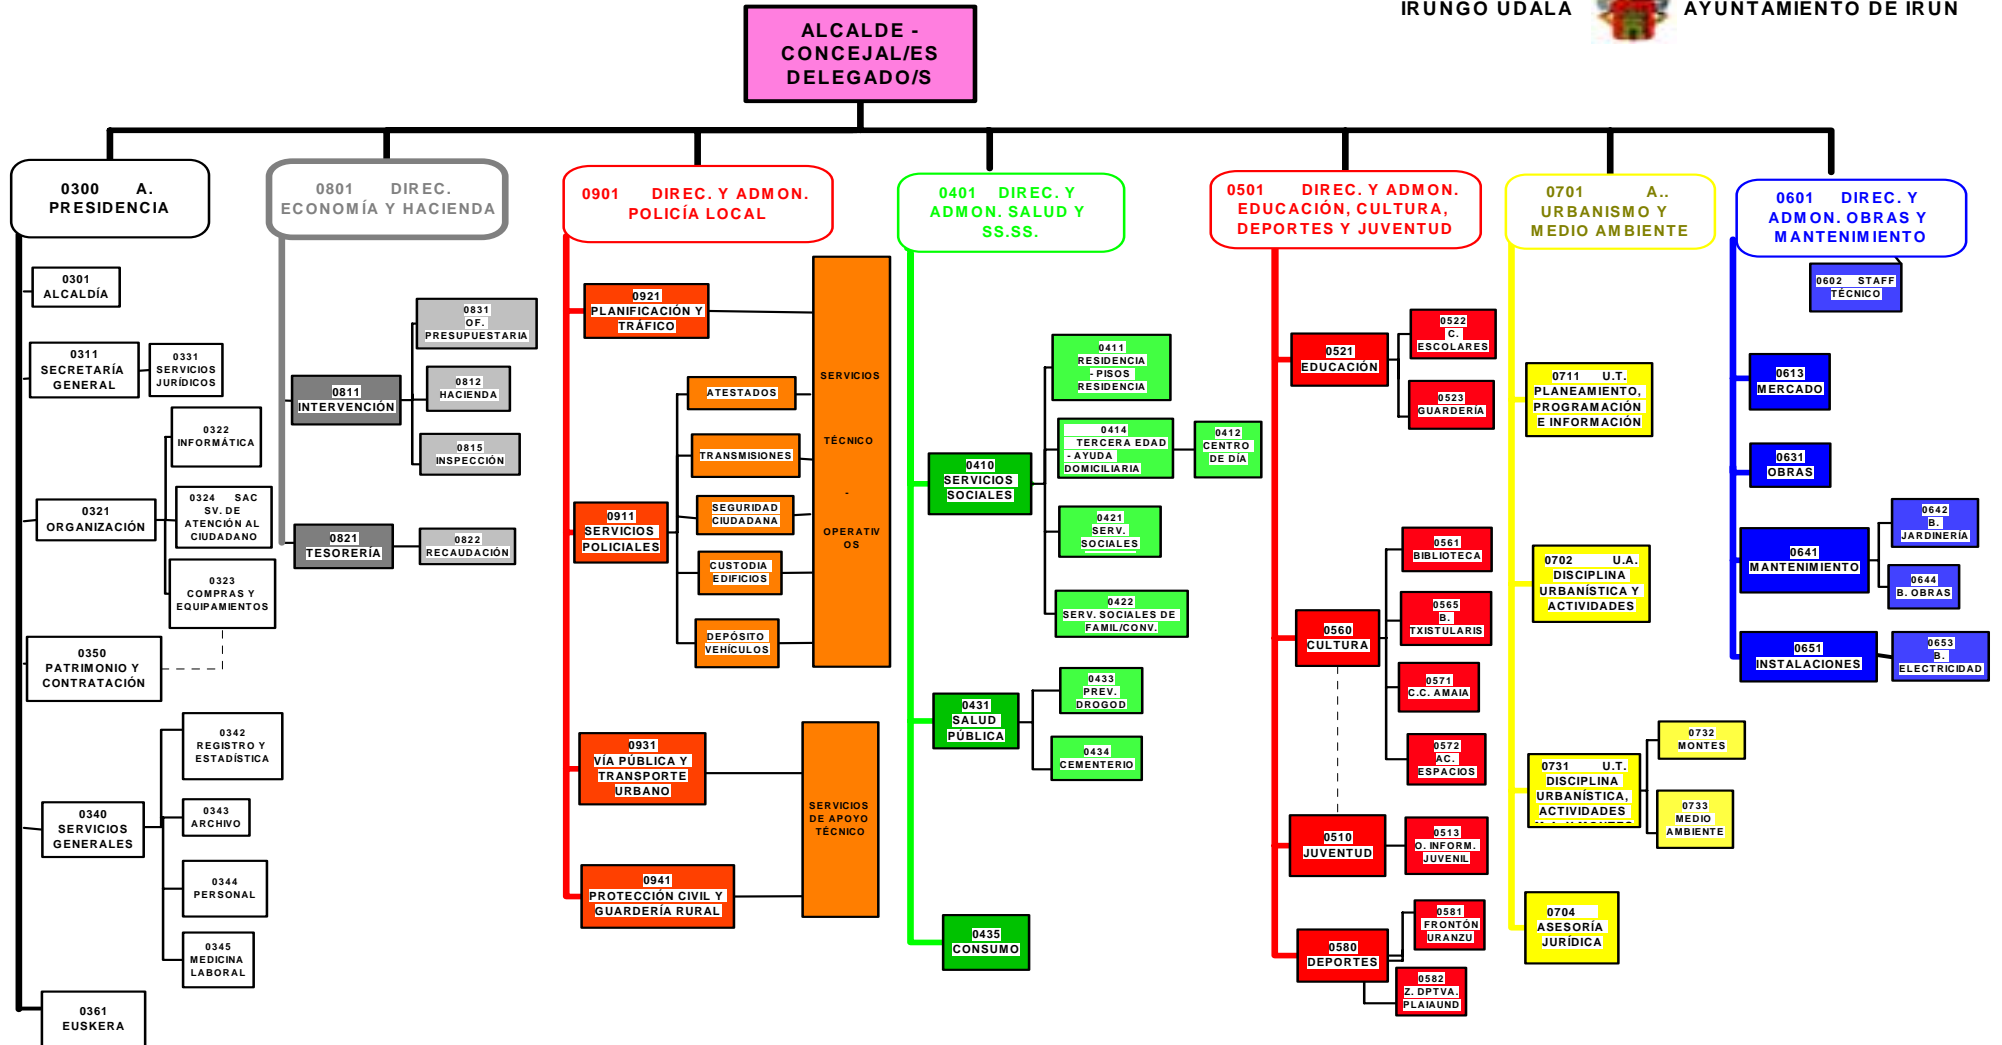 IRUNGO UDALA AYUNTAMIENTO DE IRUN
ALCALDE -
CONCEJAL/ES
DELEGADO/S
0300 A.
PRESIDENCIA
0301
ALCALDÍA
0311
SECRETARÍA
GENERAL
0331
SERVICIOS
JURÍDICOS
0322
INFORMÁTICA
0321
ORGANIZACIÓN
0324 SAC
SV. DE
ATENCIÓN AL
CIUDADANO
0323
COMPRAS Y
EQUIPAMIENTOS
0350
PATRIMONIO Y
CONTRATACIÓN
0342
REGISTRO Y
ESTADÍSTICA
0340
SERVICIOS
GENERALES
0343
ARCHIVO
0344
PERSONAL
0345
MEDICINA
LABORAL
0361
EUSKERA
0801 DIREC.
ECONOMÍA Y HACIENDA
0831
OF.
PRESUPUESTARIA
0811
INTERVENCIÓN
0812
HACIENDA
0815
INSPECCIÓN
0821
TESORERÍA
0822
RECAUDACIÓN
0901 DIREC. Y ADMON.
POLICÍA LOCAL
0921
PLANIFICACIÓN Y
TRÁFICO
ATESTADOS
TRANSMISIONES
0911
SERVICIOS
POLICIALES
SEGURIDAD
CIUDADANA
CUSTODIA
EDIFICIOS
DEPÓSITO
VEHÍCULOS
SERVICIOS
TÉCNICO
-
OPERATIV
OS
0931
VÍA PÚBLICA Y
TRANSPORTE
URBANO
0941
PROTECCIÓN CIVIL Y
GUARDERÍA RURAL
SERVICIOS
DE APOYO
TÉCNICO
0401 DIREC. Y
ADMON. SALUD Y
SS.SS.
0411
RESIDENCIA
- PISOS
RESIDENCIA
0414
TERCERA EDAD
- AYUDA
DOMICILIARIA
0412
CENTRO
DE DÍA
0410
SERVICIOS
SOCIALES
0421
SERV.
SOCIALES
0422
SERV. SOCIALES DE
FAMIL/CONV.
0433
PREV.
DROGOD
0431
SALUD
PÚBLICA
0434
CEMENTERIO
0435
CONSUMO
0501 DIREC. Y ADMON.
EDUCACIÓN, CULTURA,
DEPORTES Y JUVENTUD
0522
C.
ESCOLARES
0521
EDUCACIÓN
0523
GUARDERÍA
0561
BIBLIOTECA
0565
B.
TXISTULARIS
0560
CULTURA
0571
C.C. AMAIA
0572
AC.
ESPACIOS
0510
JUVENTUD
0513
O. INFORM.
JUVENIL
0581
FRONTÓN
URANZU
0580
DEPORTES
0582
Z. DPTVA.
PLAIAUND
0701 A..
URBANISMO Y
MEDIO AMBIENTE
0711 U.T.
PLANEAMIENTO,
PROGRAMACIÓN
E INFORMACIÓN
0702 U.A.
DISCIPLINA
URBANÍSTICA Y
ACTIVIDADES
0732
MONTES
0731 U.T.
DISCIPLINA
URBANÍSTICA,
ACTIVIDADES
0733
MEDIO
AMBIENTE
0704
ASESORÍA
JURÍDICA
0601 DIREC. Y
ADMON. OBRAS Y
MANTENIMIENTO
0602 STAFF
TÉCNICO
0613
MERCADO
0631
OBRAS
0642
B.
JARDINERÍA
0641
MANTENIMIENTO
0644
B. OBRAS
0651
INSTALACIONES
0653
B.
ELECTRICIDAD